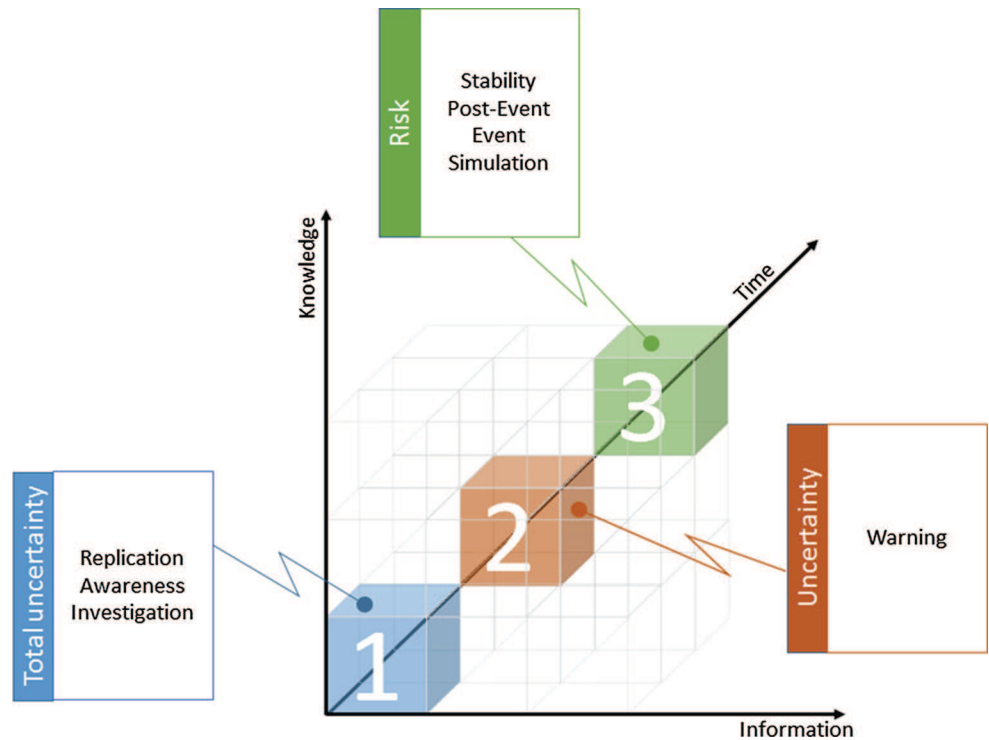 Risk
Stability
Post-Event
Event
Simulation
Knowledge
Time
3
Total uncertainty
Replication
Awareness
Investigation
2
Uncertainty
Warning
1
Information